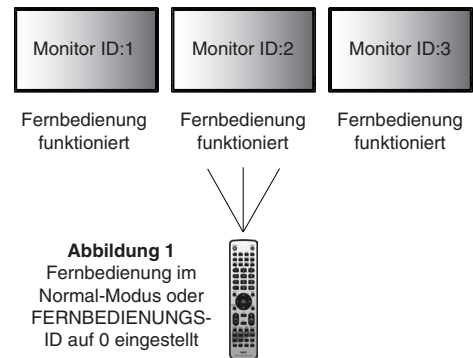 Monitor ID:1
Monitor ID:2
Monitor ID:3
Fernbedienung
funktioniert
Fernbedienung
funktioniert
Fernbedienung
funktioniert
Abbildung 1
Fernbedienung im
Normal-Modus oder
FERNBEDIENUNGS-
ID auf 0 eingestellt